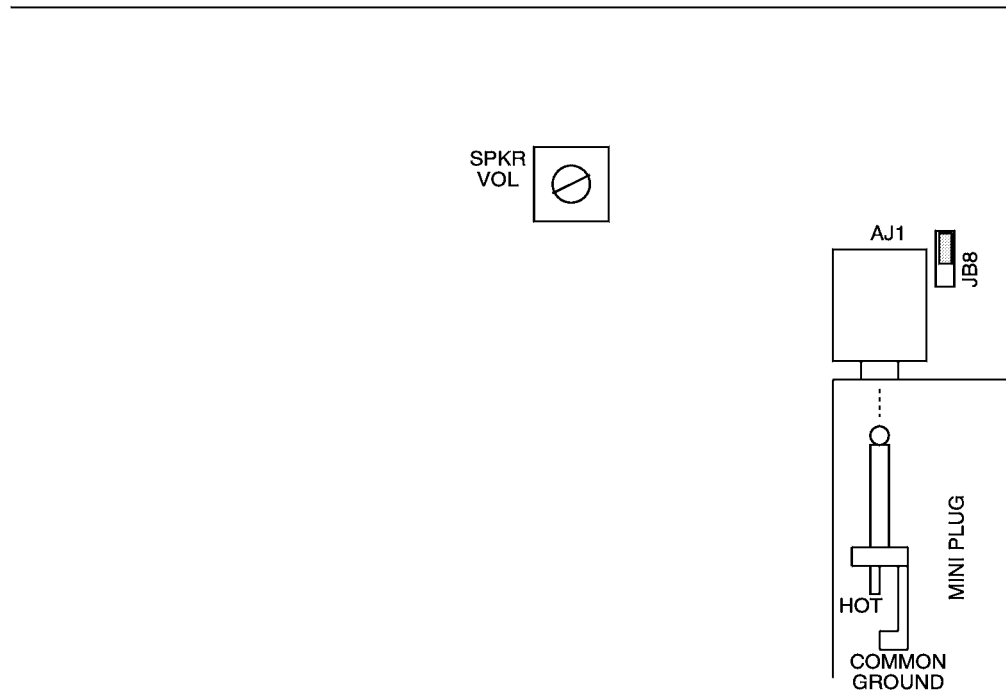 SPKR
VOL
AJ1
JB8
MINI PLUG
HOT
COMMON
GROUND